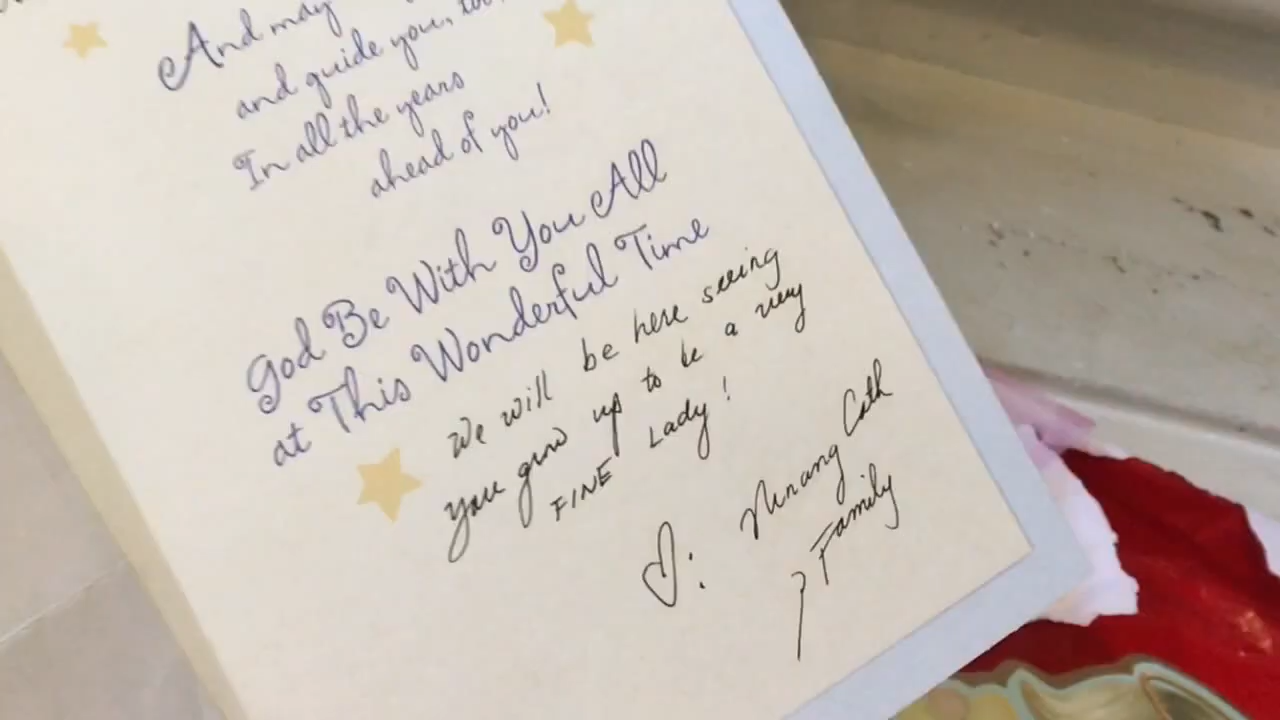 And may
and guide you, too,
In all the years
ahead of you!
God Be With You All
at This Wonderful Time
We will be here seeing
you grow up to be a very
FINE Lady!
♡: Ninang Cath
& Family